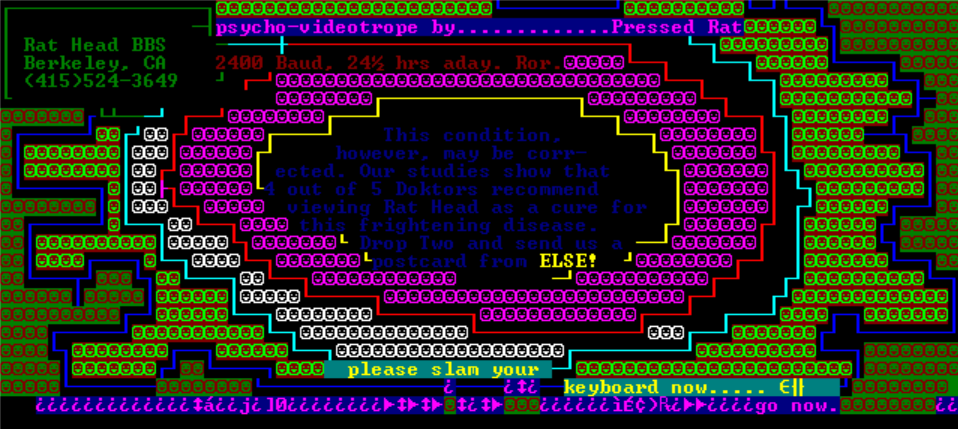 psycho-videotrope by.............Pressed Rat
Rat Head BBS
Berkeley, CA
(415)524-3649
2400 Baud, 24½ hrs aday. Ror.
This condition,
however, may be corr-
ected. Our studies show that
4 out of 5 Doktors recommend
viewing Rat Head as a cure for
this frightening disease.
Drop Two and send us a
postcard from ELSE!
please slam your
keyboard now.....
go now.